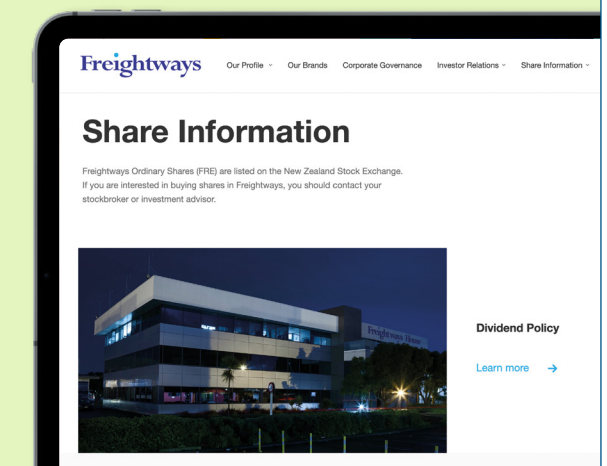 Freightways
Our Profile
Our Brands
Corporate Governance
Investor Relations
Share Information
Share Information
Freightways Ordinary Shares (FRE) are listed on the New Zealand Stock Exchange.
If you are interested in buying shares in Freightways, you should contact your
stockbroker or investment advisor.
Freightways House
Dividend Policy
Learn more